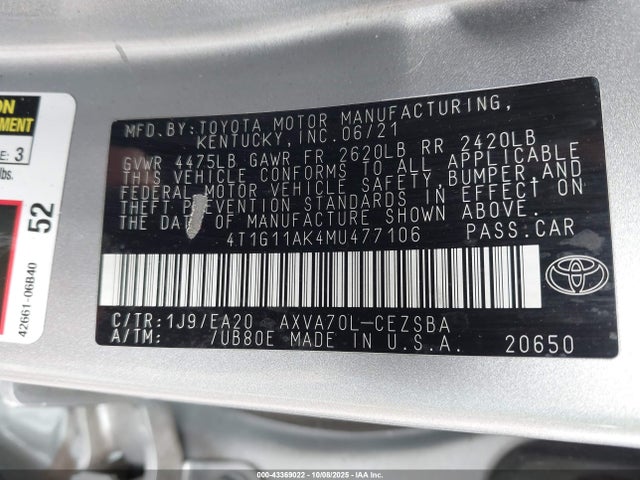 ON
EMENT
E: 3
lbs.
52
42661-06B40
MFD.BY:TOYOTA MOTOR MANUFACTURING,
KENTUCKY,INC.06/21
GVWR 4475LB GAWR FR 2620LB RR 2420LB
THIS VEHICLE CONFORMS TO ALL APPLICABLE
FEDERAL MOTOR VEHICLE SAFETY,BUMPER,AND
THEFT PREVENTION STANDARDS IN EFFECT ON
THE DATE OF MANUFACTURE SHOWN ABOVE.
4T1G11AK4MU477106 PASS.CAR
C/TR:1J9/EA20 AXVA70L-CEZSBA
A/TM: /UB80E MADE IN U.S.A. 20650
000-43369022 - 10/08/2025 - IAA, Inc.